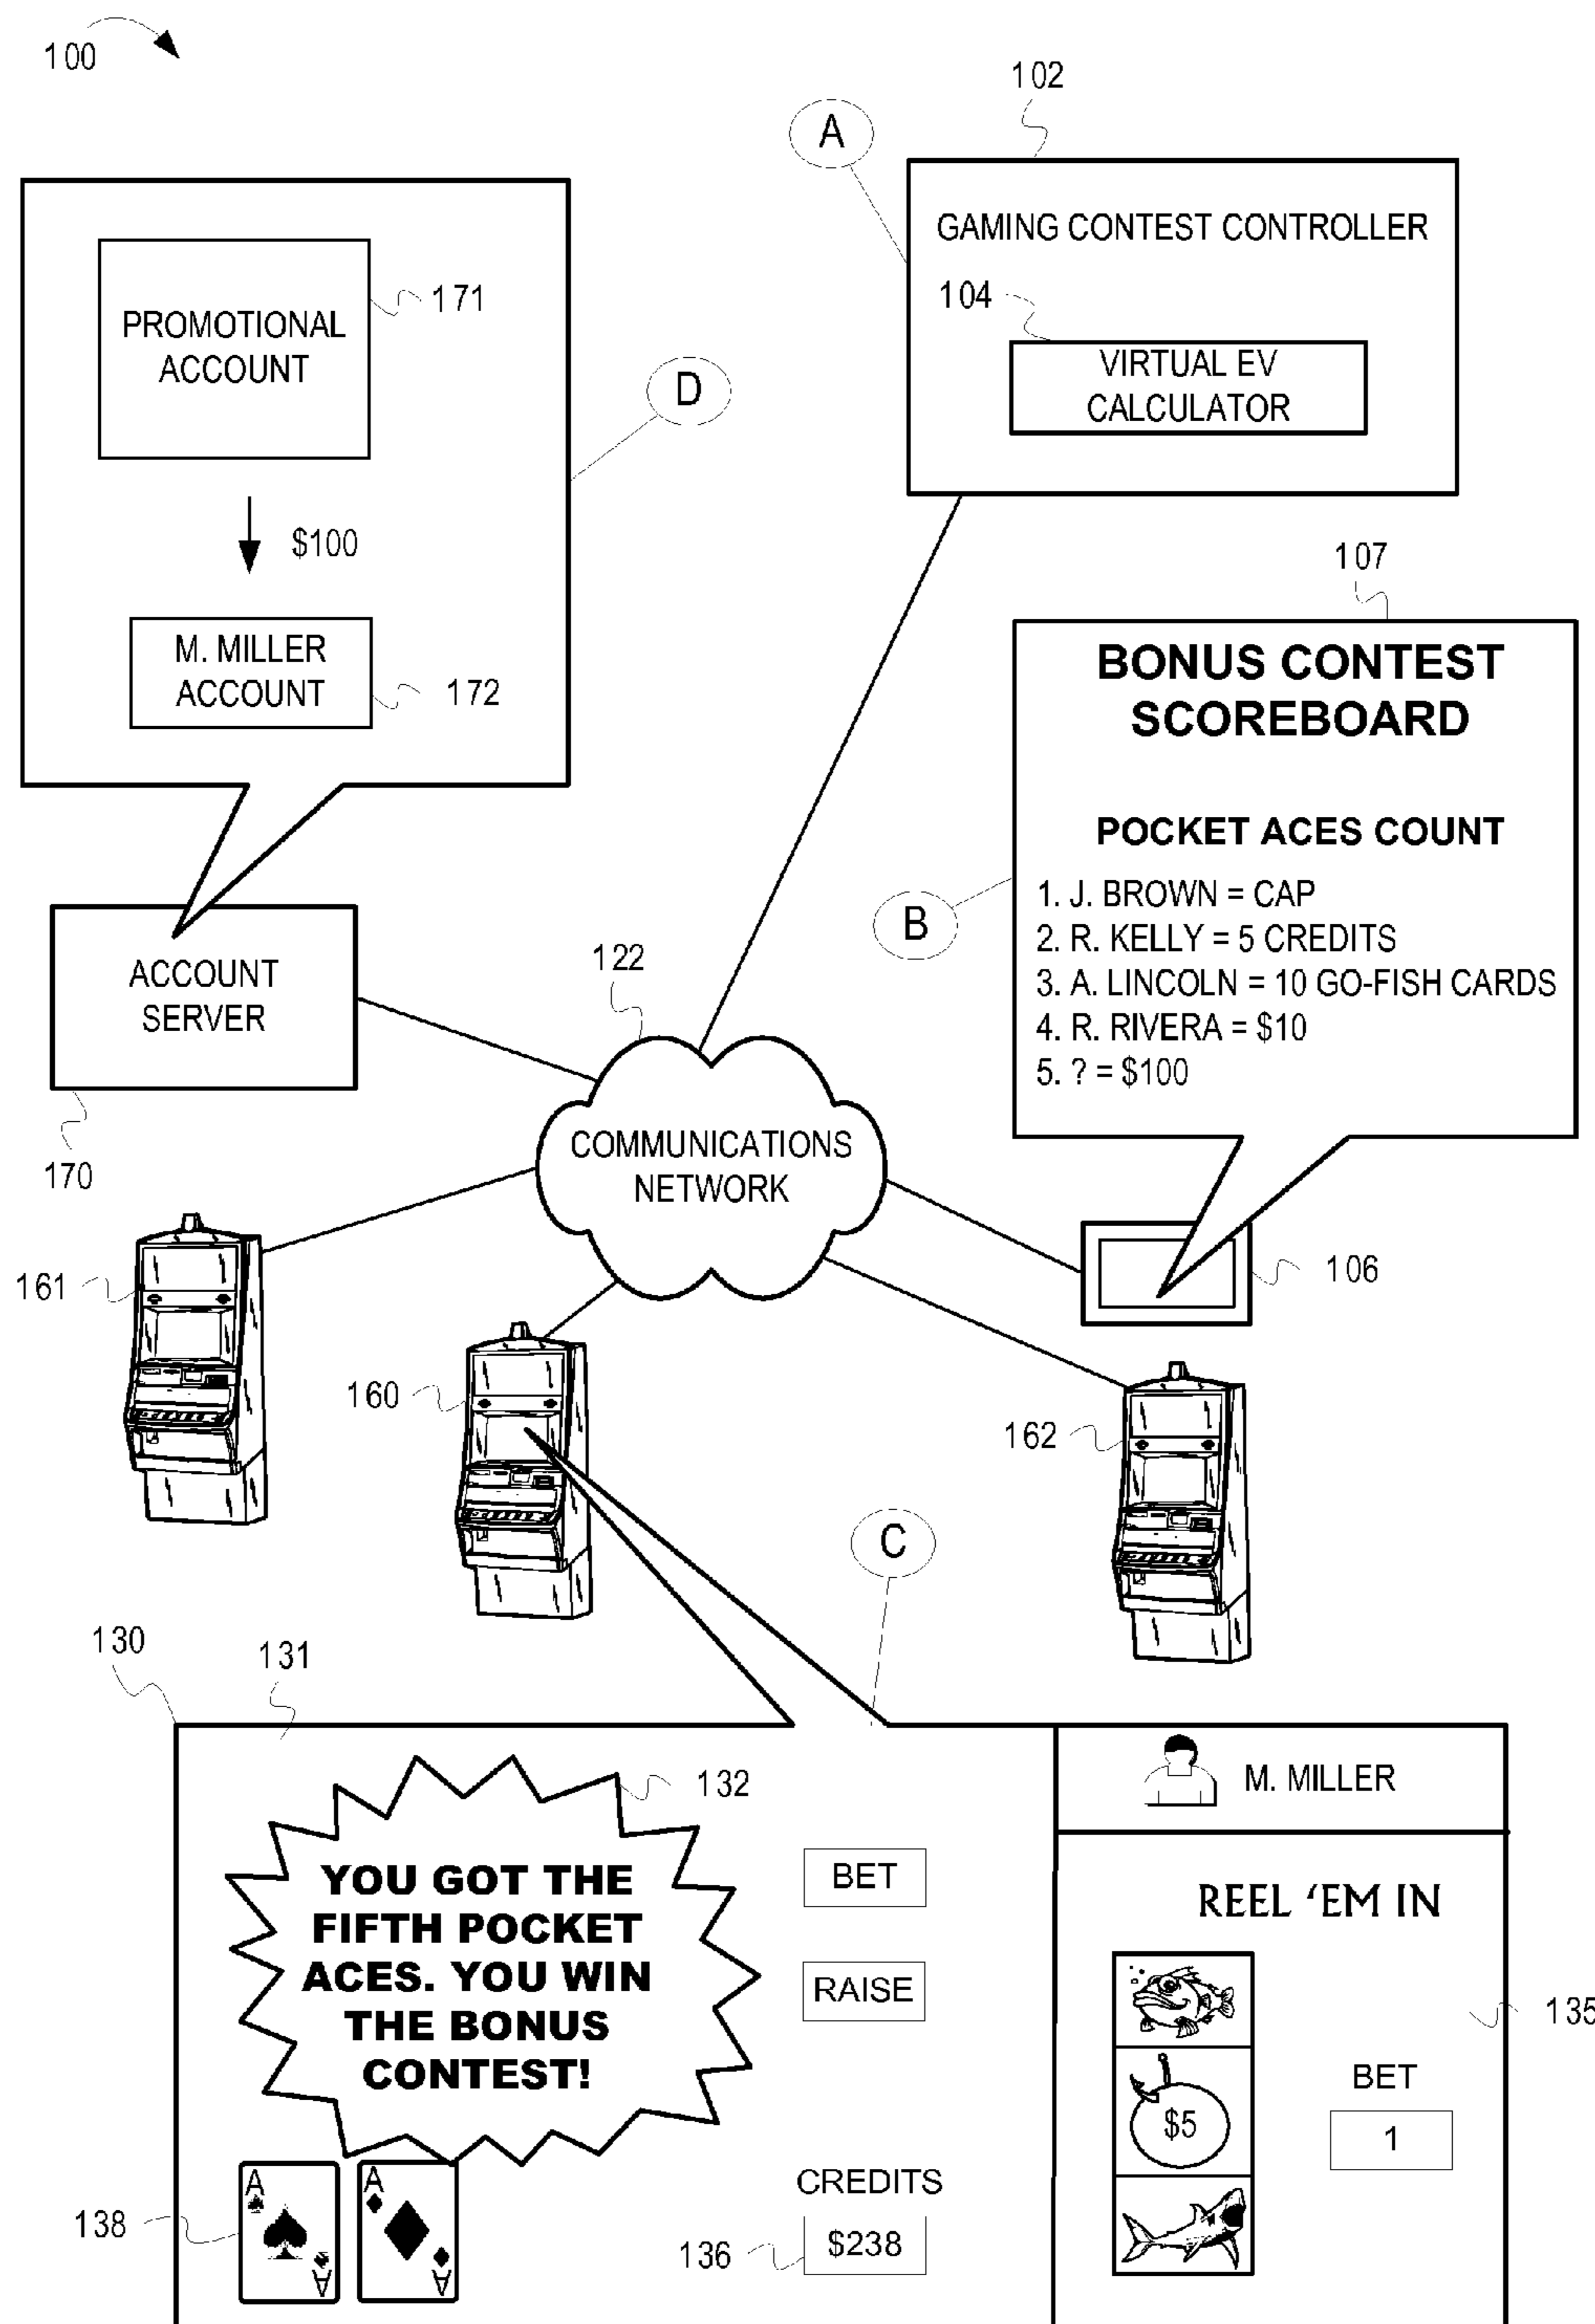 100
102
A
GAMING CONTEST CONTROLLER
104
VIRTUAL EV
CALCULATOR
PROMOTIONAL
ACCOUNT
171
D
$100
M. MILLER
ACCOUNT
172
107
BONUS CONTEST
SCOREBOARD
POCKET ACES COUNT
1. J. BROWN = CAP
2. R. KELLY = 5 CREDITS
3. A. LINCOLN = 10 GO-FISH CARDS
4. R. RIVERA = $10
5. ? = $100
B
ACCOUNT
SERVER
170
122
COMMUNICATIONS
NETWORK
106
161
160
162
C
130
131
132
YOU GOT THE
FIFTH POCKET
ACES. YOU WIN
THE BONUS
CONTEST!
BET
RAISE
A
A
A
A
138
CREDITS
136
$238
M. MILLER
REEL ‘EM IN
135
$5
BET
1